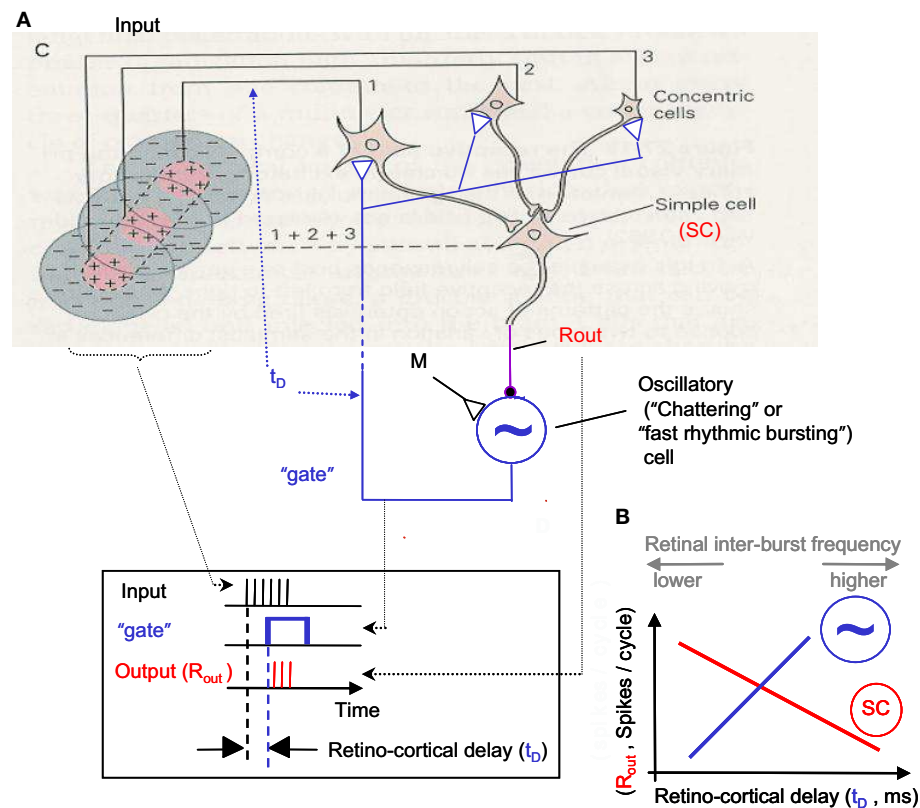 A
Input
C
1
2
3
Concentric
cells
Simple cell
(SC)
1 + 2 + 3
Rout
M
tD
Oscillatory
("Chattering" or
"fast rhythmic bursting")
cell
"gate"
B
Retinal inter-burst frequency
lower
higher
Input
"gate"
Output (Rout)
Time
Retino-cortical delay (tD)
SC
(Rout , Spikes / cycle)
Retino-cortical delay (tD , ms)